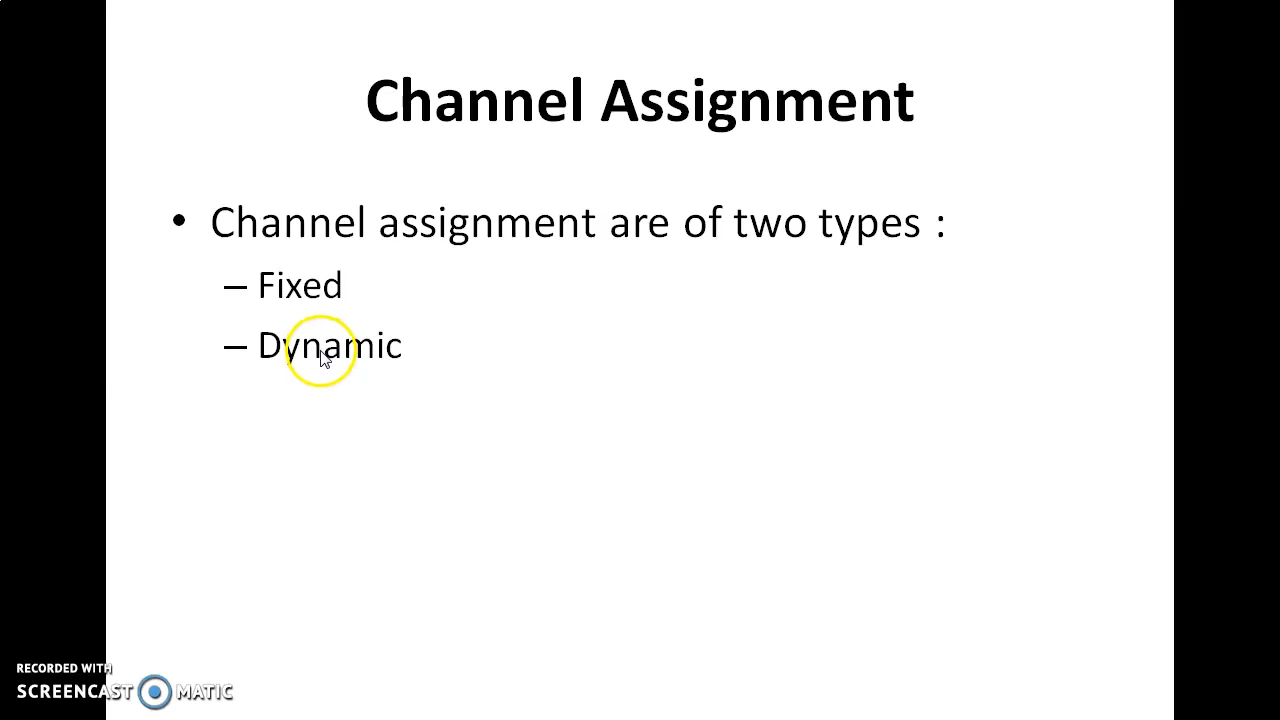 Channel Assignment
• Channel assignment are of two types :
– Fixed
– Dynamic
RECORDED WITH
SCREENCAST MATIC